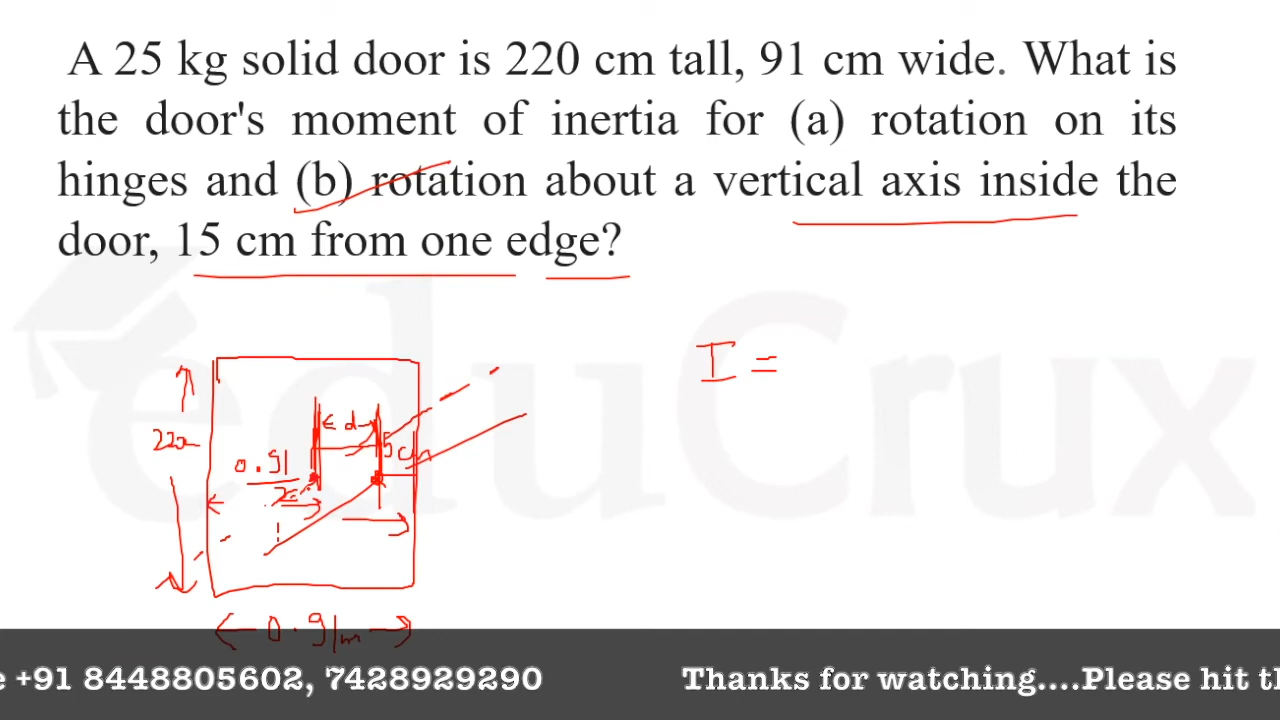 A 25 kg solid door is 220 cm tall, 91 cm wide. What is
the door's moment of inertia for (a) rotation on its
hinges and (b) rotation about a vertical axis inside the
door, 15 cm from one edge?
eduCrux
I =
d
0.91
2
0.91m
+91 8448805602, 7428929290 Thanks for watching....Please hit